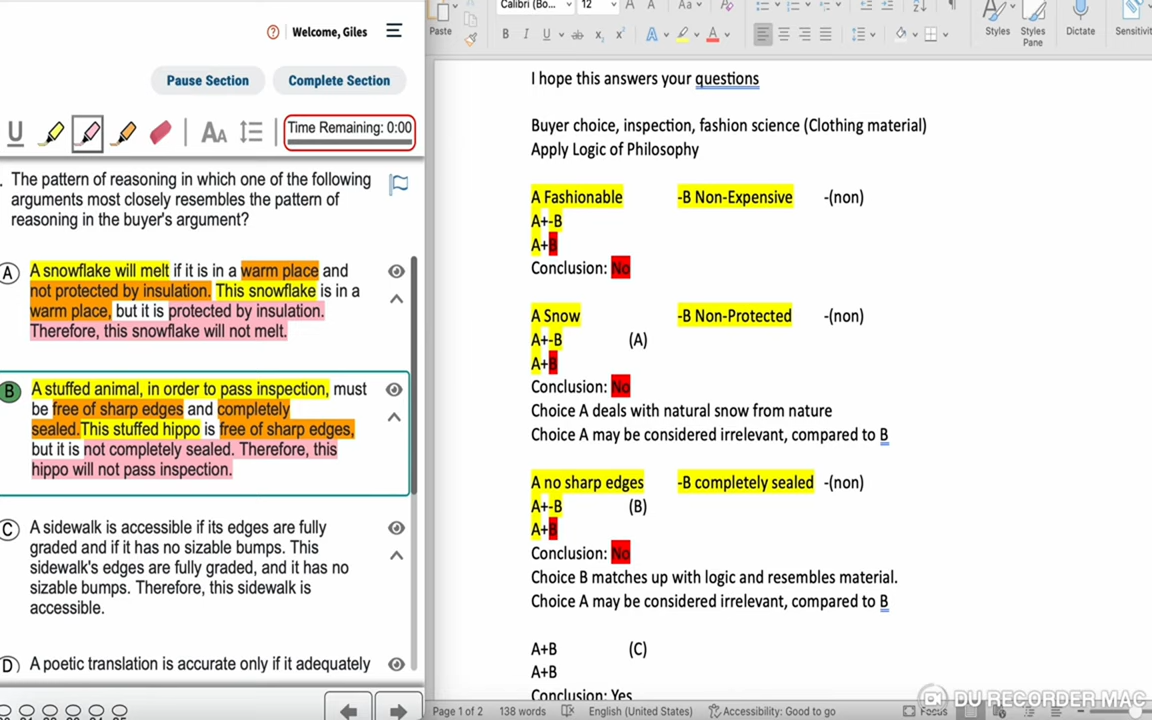 Welcome, Giles
Pause Section
Complete Section
Time Remaining: 0:00
The pattern of reasoning in which one of the following
arguments most closely resembles the pattern of
reasoning in the buyer's argument?
A
A snowflake will melt if it is in a warm place and
not protected by insulation. This snowflake is in a
warm place, but it is protected by insulation.
Therefore, this snowflake will not melt.
B
A stuffed animal, in order to pass inspection, must
be free of sharp edges and completely
sealed.This stuffed hippo is free of sharp edges,
but it is not completely sealed. Therefore, this
hippo will not pass inspection.
C
A sidewalk is accessible if its edges are fully
graded and if it has no sizable bumps. This
sidewalk's edges are fully graded, and it has no
sizable bumps. Therefore, this sidewalk is
accessible.
D
A poetic translation is accurate only if it adequately
Paste
Calibri (Bo...
12
Aa
B I U ab x₂ x²
Styles
Styles
Pane
Dictate
I hope this answers your questions
Buyer choice, inspection, fashion science (Clothing material)
Apply Logic of Philosophy
A Fashionable -B Non-Expensive -(non)
A+-B
A+B
Conclusion: No
A Snow -B Non-Protected -(non)
A+-B (A)
A+B
Conclusion: No
Choice A deals with natural snow from nature
Choice A may be considered irrelevant, compared to B
A no sharp edges -B completely sealed -(non)
A+-B (B)
A+B
Conclusion: No
Choice B matches up with logic and resembles material.
Choice A may be considered irrelevant, compared to B
A+B (C)
A+B
Conclusion: Yes
Page 1 of 2 138 words English (United States) Accessibility: Good to go Focus
DU RECORDER MAC